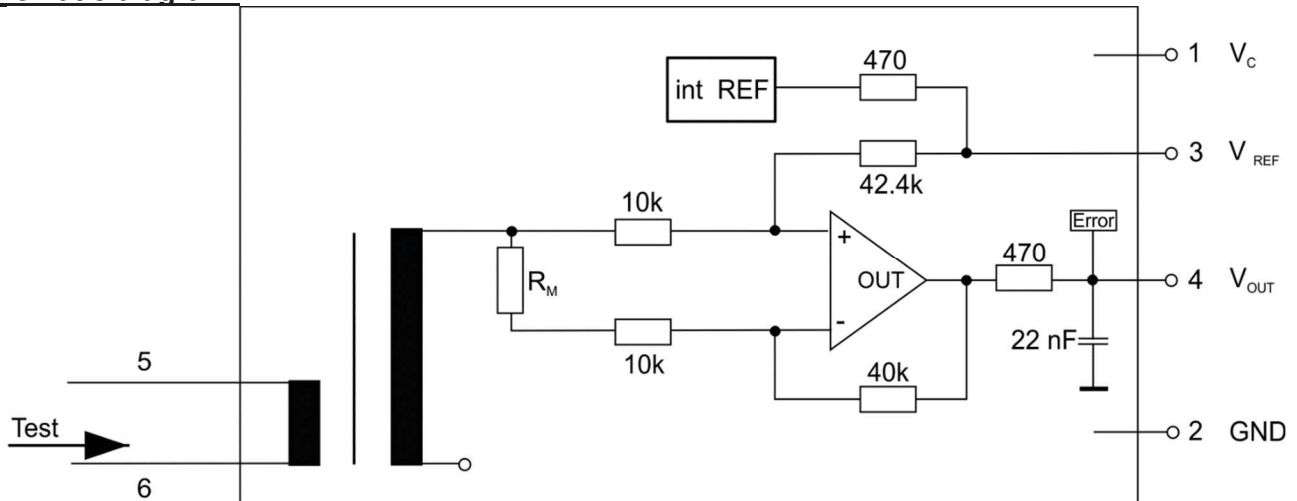 470
1 V_C
int REF
3 V_REF
42.4k
10k
+
Error
470
OUT
4 V_OUT
R_M
-
22 nF
10k
5
40k
Test
2 GND
6